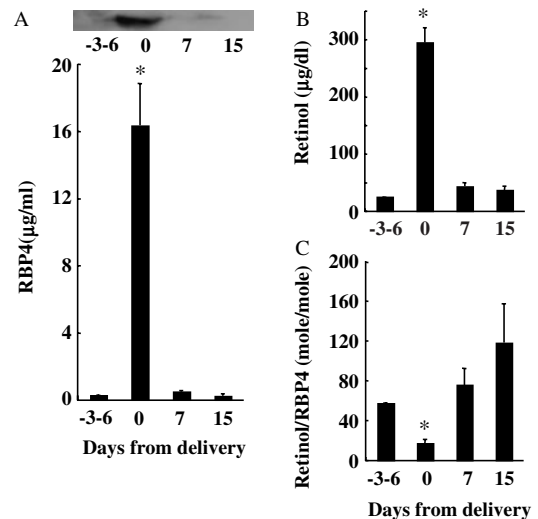 A
-3-6 0 7 15
RBP4(µg/ml)
20
16
12
8
4
0
*
-3-6 0 7 15
Days from delivery
B
Retinol (µg/dl)
350
300
200
100
50
0
*
-3-6 0 7 15
C
Retinol/RBP4 (mole/mole)
200
160
120
80
40
0
*
-3-6 0 7 15
Days from delivery